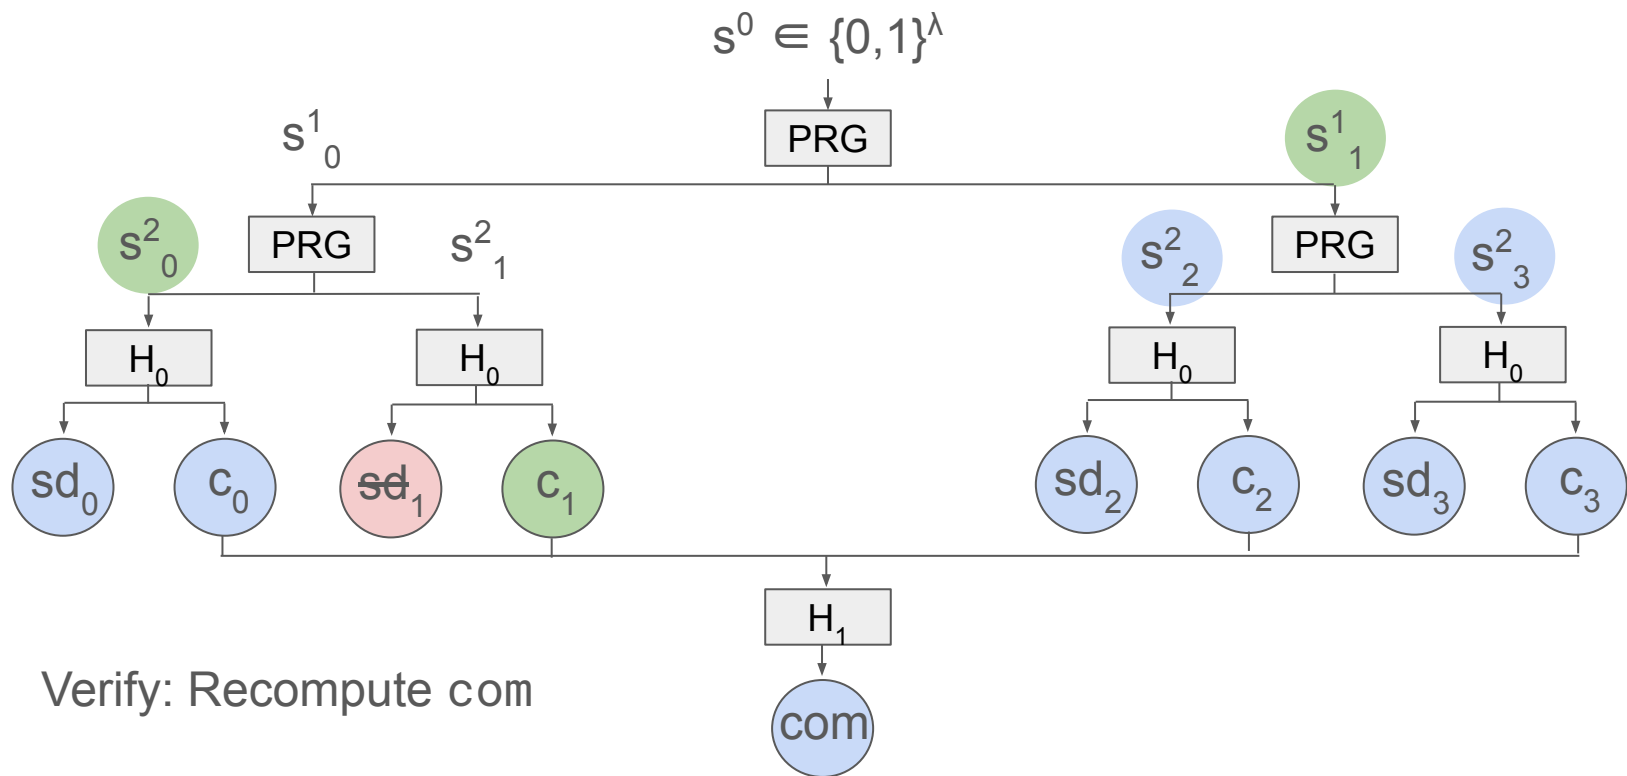 s⁰ ∈ {0,1}^λ
PRG
s¹₀
s¹₁
s²₀
PRG
s²₁
s²₂
PRG
s²₃
H₀
H₀
H₀
H₀
sd₀
c₀
sd₁
c₁
sd₂
c₂
sd₃
c₃
H₁
Verify: Recompute com
com